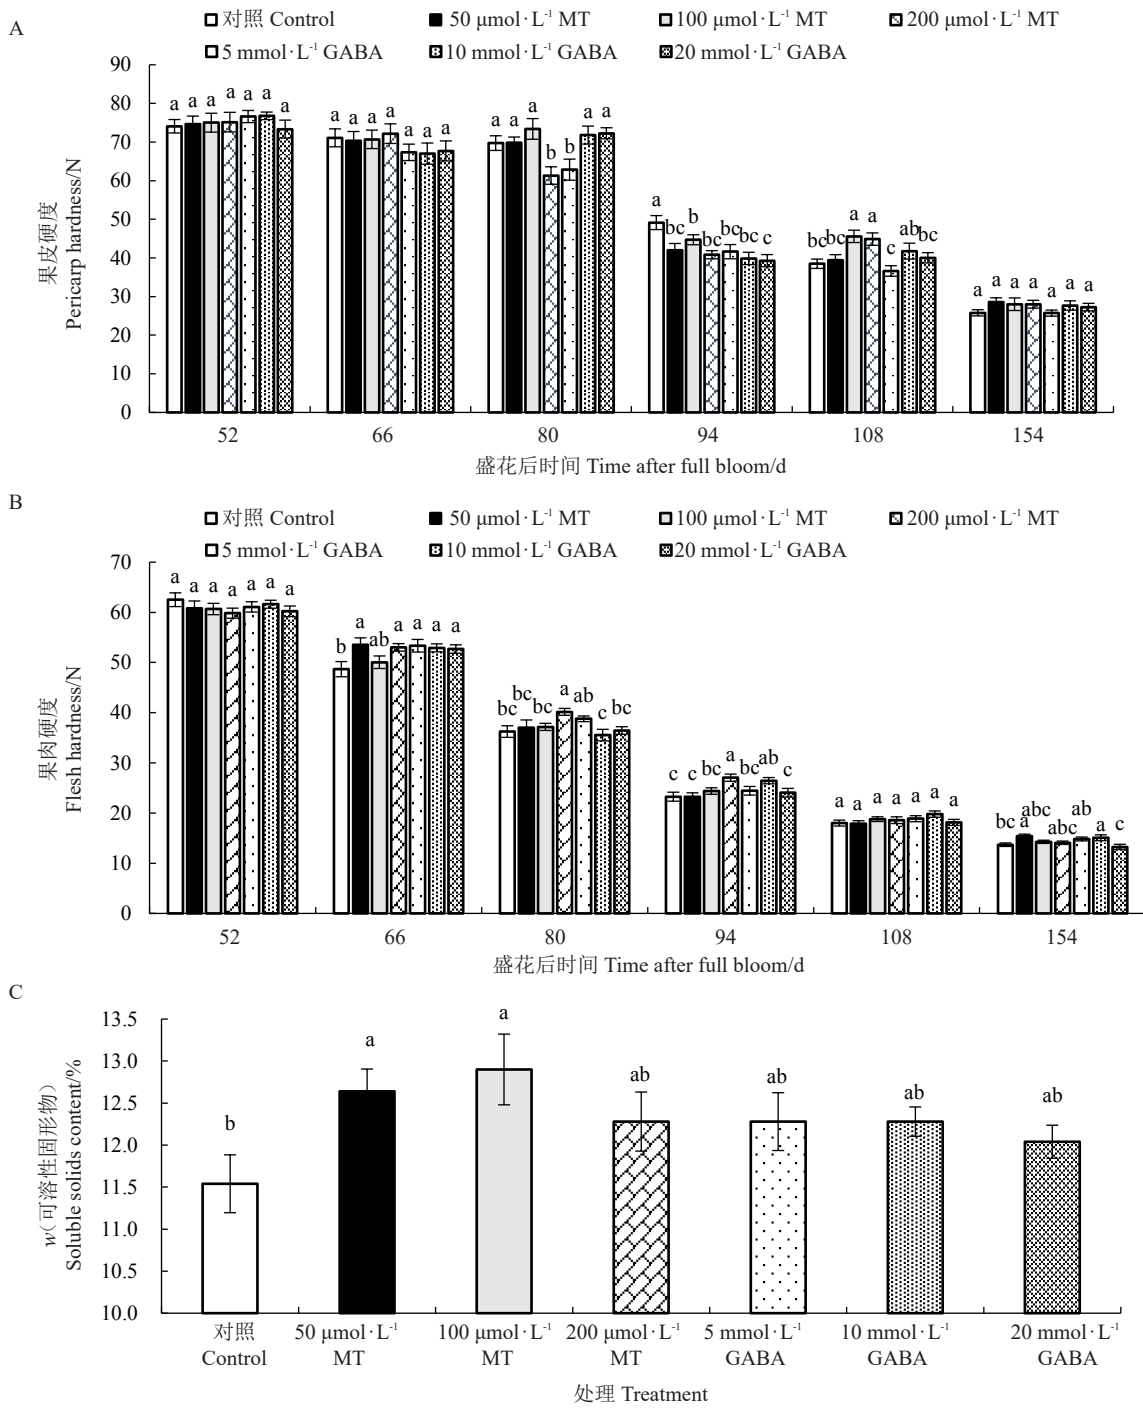 A
对照 Control 50 μmol·L⁻¹ MT 100 μmol·L⁻¹ MT 200 μmol·L⁻¹ MT
5 mmol·L⁻¹ GABA 10 mmol·L⁻¹ GABA 20 mmol·L⁻¹ GABA
果皮硬度
Pericarp hardness/N
90
80
70
60
50
40
30
20
10
0
a a a a a a a
a a a a a a a
a a a b b a a
a bc b bc bc bc c
bc bc a a c ab bc
a a a a a a a
52 66 80 94 108 154
盛花后时间 Time after full bloom/d
B
对照 Control 50 μmol·L⁻¹ MT 100 μmol·L⁻¹ MT 200 μmol·L⁻¹ MT
5 mmol·L⁻¹ GABA 10 mmol·L⁻¹ GABA 20 mmol·L⁻¹ GABA
果肉硬度
Flesh hardness/N
70
60
50
40
30
20
10
0
a a a a a a a
b a ab a a a a
bc bc bc a ab c bc
c c bc a bc ab c
a a a a a a a
bc a abc abc ab a c
52 66 80 94 108 154
盛花后时间 Time after full bloom/d
C
w(可溶性固形物)
Soluble solids content/%
13.5
13.0
12.5
12.0
11.5
11.0
10.5
10.0
b a a ab ab ab ab
对照 50 μmol·L⁻¹ 100 μmol·L⁻¹ 200 μmol·L⁻¹ 5 mmol·L⁻¹ 10 mmol·L⁻¹ 20 mmol·L⁻¹
Control MT MT MT GABA GABA GABA
处理 Treatment